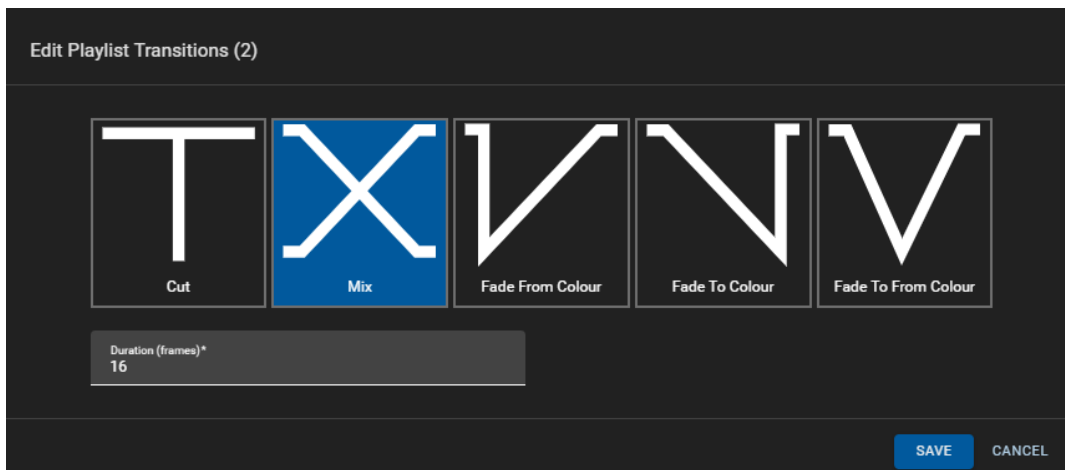 Edit Playlist Transitions (2)
Cut
Mix
Fade From Colour
Fade To Colour
Fade To From Colour
Duration (frames)*
16
SAVE
CANCEL